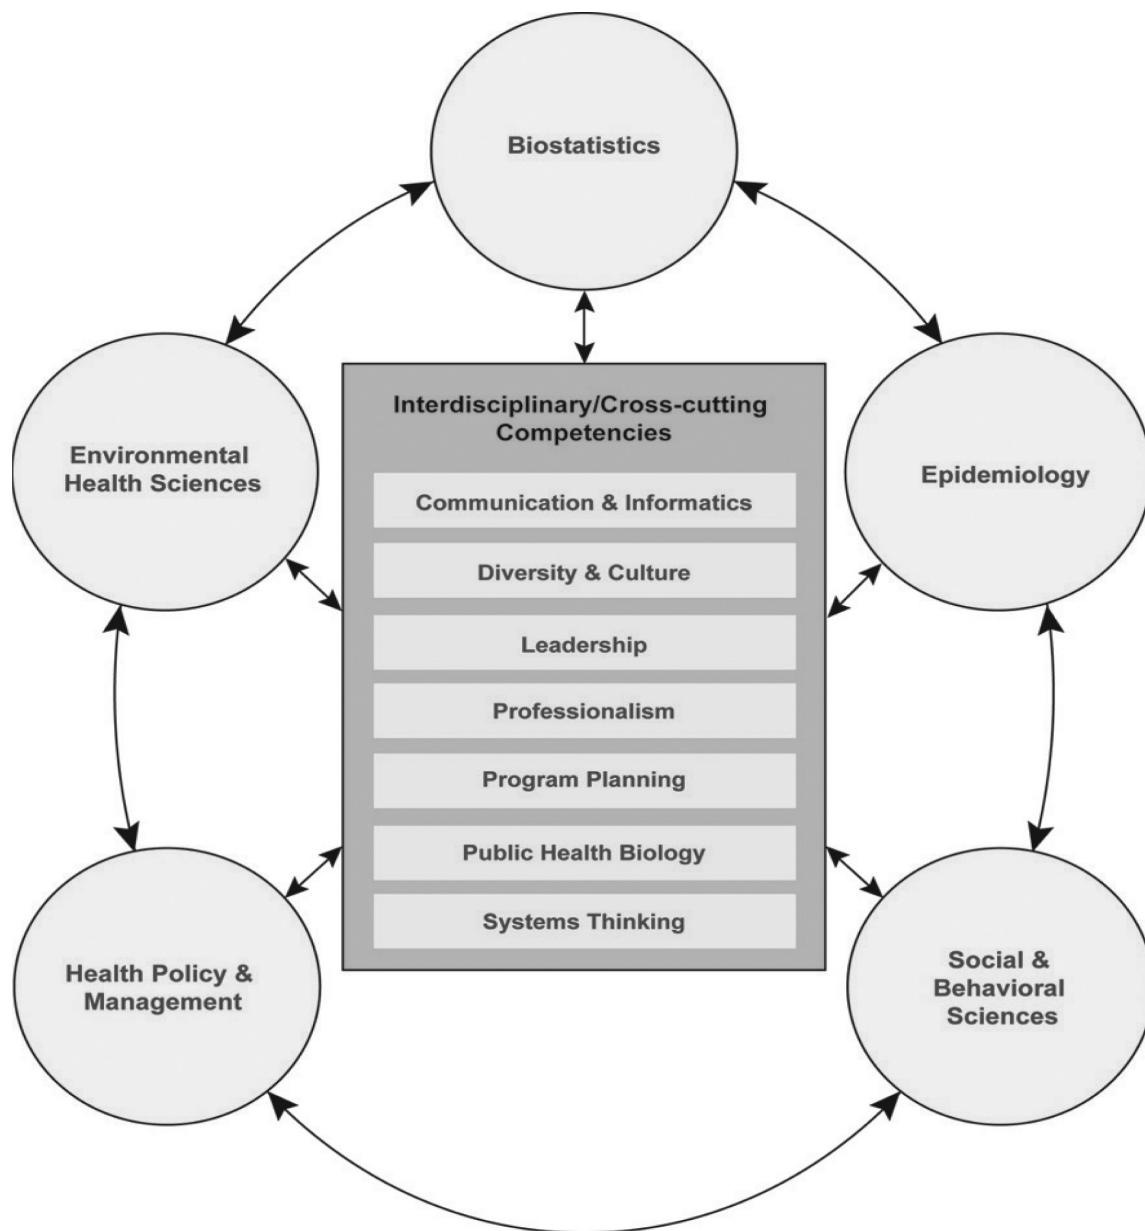 Biostatistics
Environmental
Health Sciences
Epidemiology
Interdisciplinary/Cross-cutting
Competencies
Communication & Informatics
Diversity & Culture
Leadership
Professionalism
Program Planning
Public Health Biology
Systems Thinking
Health Policy &
Management
Social &
Behavioral
Sciences